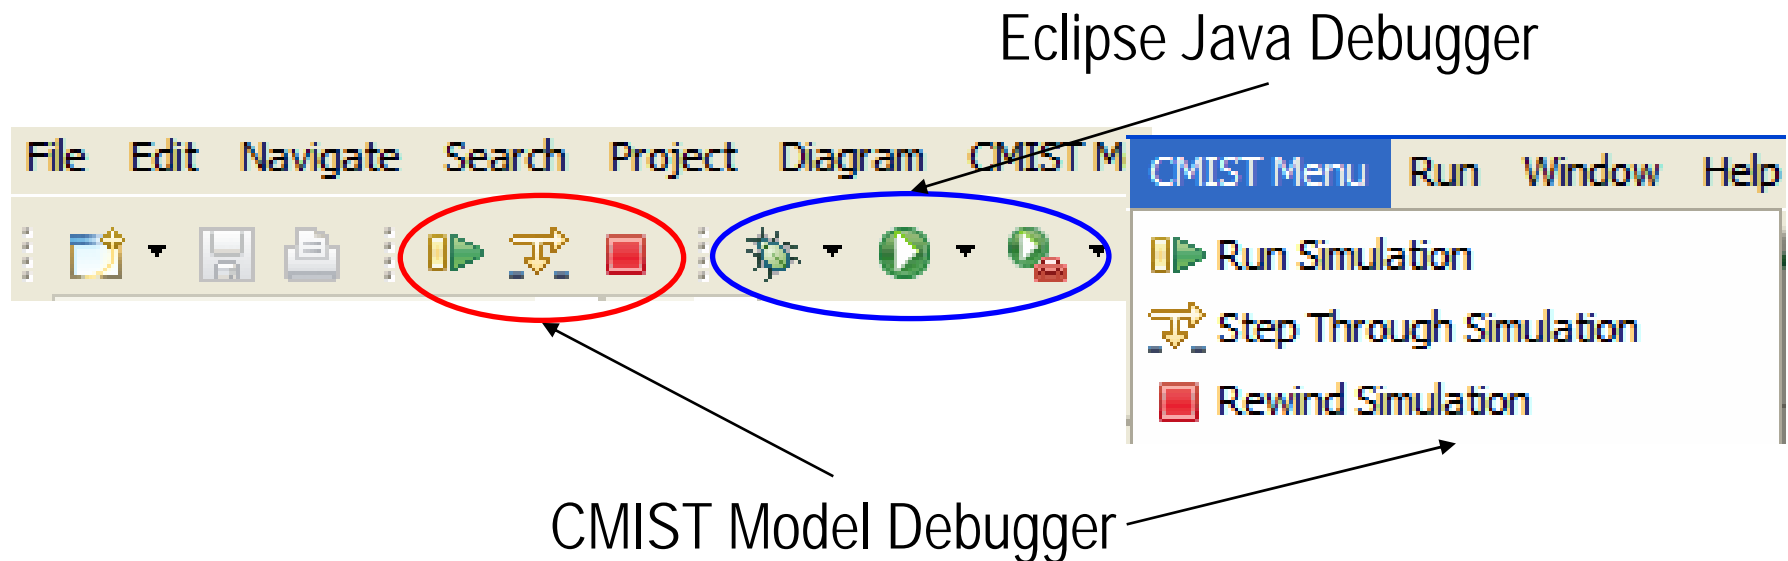 Eclipse Java Debugger
File Edit Navigate Search Project Diagram CMIST M
CMIST Menu Run Window Help
Run Simulation
Step Through Simulation
Rewind Simulation
CMIST Model Debugger